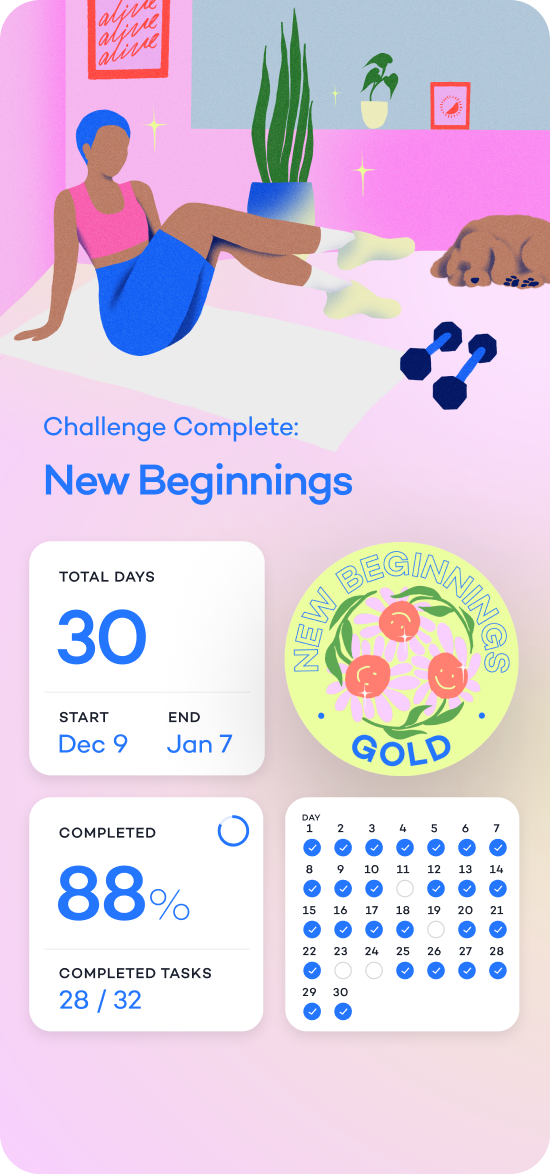 alive
alive
alive
Challenge Complete:
New Beginnings
TOTAL DAYS
30
START END
Dec 9 Jan 7
NEW BEGINNINGS
GOLD
COMPLETED
88%
COMPLETED TASKS
28 / 32
DAY
1 2 3 4 5 6 7
8 9 10 11 12 13 14
15 16 17 18 19 20 21
22 23 24 25 26 27 28
29 30